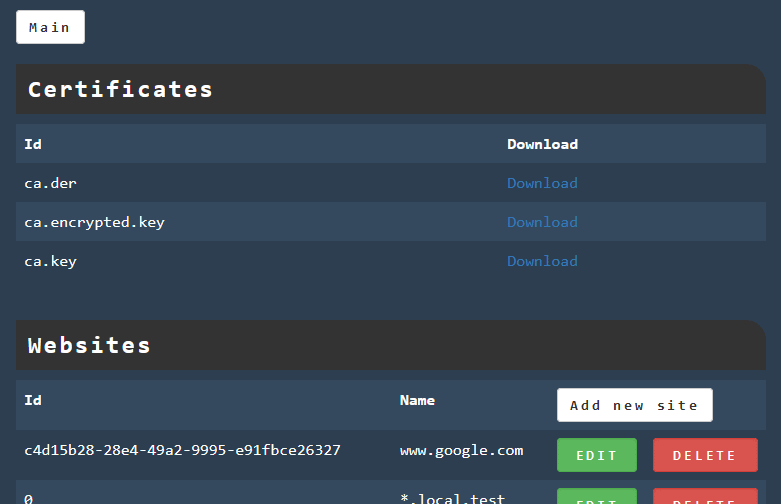 Main
Certificates
Id Download
ca.der Download
ca.encrypted.key Download
ca.key Download
Websites
Id Name Add new site
c4d15b28-28e4-49a2-9995-e91fbce26327 www.google.com EDIT DELETE
0 *.local.test EDIT DELETE